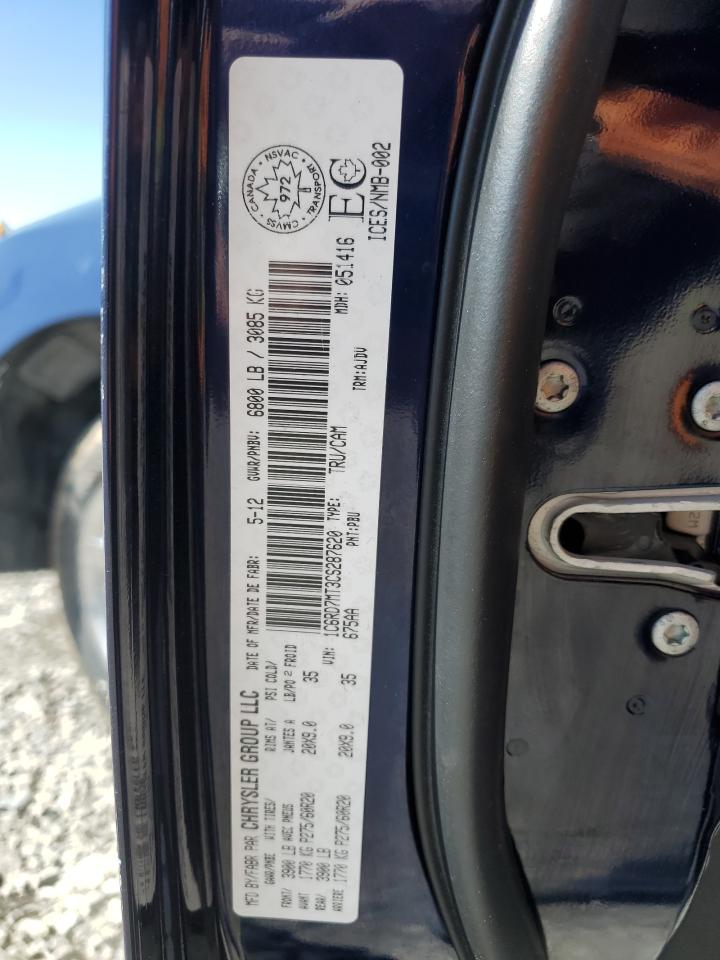 MFD BY/FABR PAR CHRYSLER GROUP LLC
DATE OF MFR/DATE DE FABR: 5-12 GVWR/PNBV: 6800 LB / 3085 KG
GAWR/PNBE WITH TIRES/ RIMS AT/ PSI COLD/
FRONT/ 3900 LB AVEC PNEUS JANTES A LB/PO 2 FROID
AVANT 1770 KG P275/60R20 20X9.0 35
REAR/ 3900 LB
ARRIERE 1770 KG P275/60R20 20X9.0 35
VIN: 1C6RD7MT3CS287620 TYPE: TRU/CAM MDH: 051416
675AA PNT:PBU TRM:AJDV
CANADA • NSVAC • TRANSPORT • CMVSS
972
EC
ICES/NMB-002